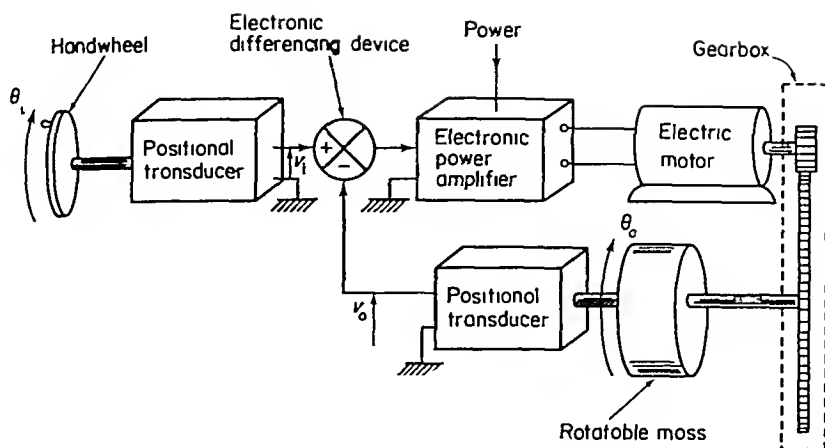 Electronic
differencing device
Power
Gearbox
Handwheel
θᵢ
Positional
transducer
+
−
Vᵢ
Electronic
power
amplifier
Electric
motor
θₒ
Positional
transducer
Vₒ
Rotatable moss